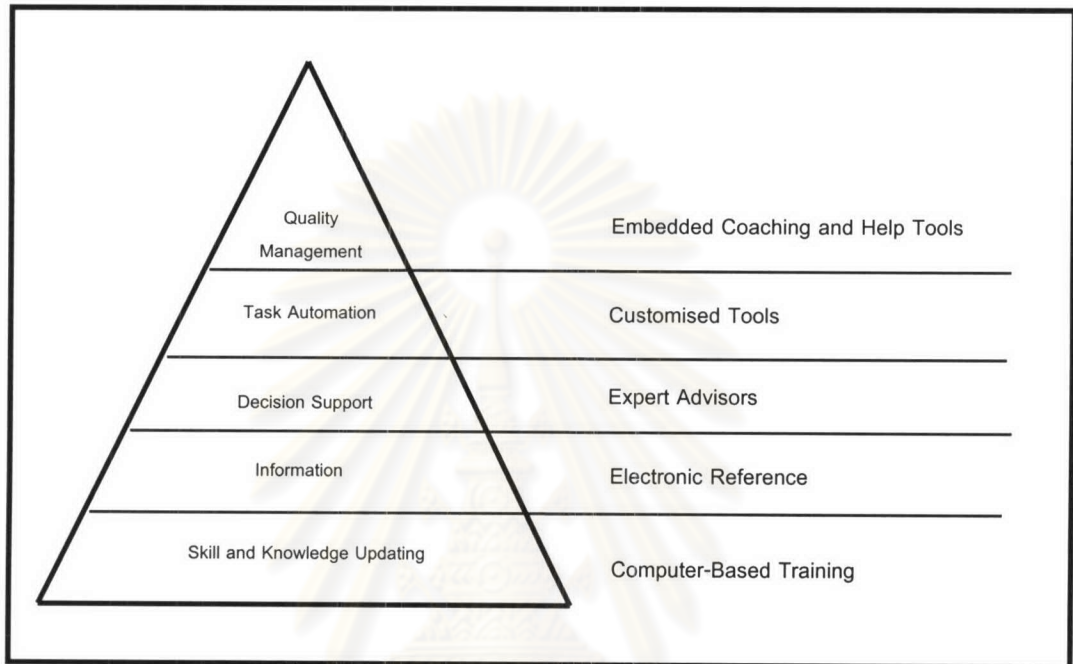 Quality
Management
Embedded Coaching and Help Tools
Task Automation
Customised Tools
Decision Support
Expert Advisors
Information
Electronic Reference
Skill and Knowledge Updating
Computer-Based Training